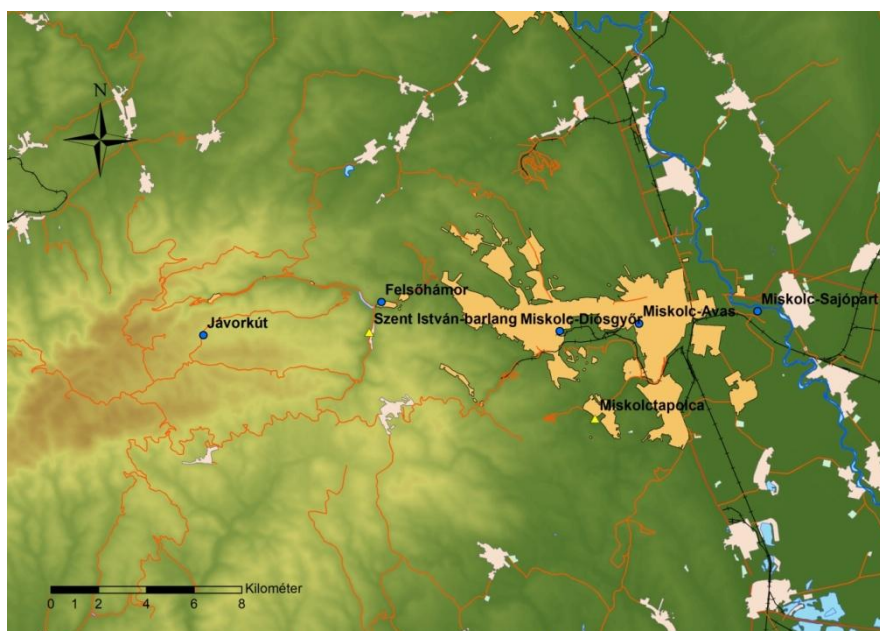 N
Felsőhámor
Jávorkút
Szent István-barlang
Miskolc-Diósgyőr
Miskolc-Avas
Miskolc-Sajópart
Miskolctapolca
Kilométer
0 1 2 4 6 8